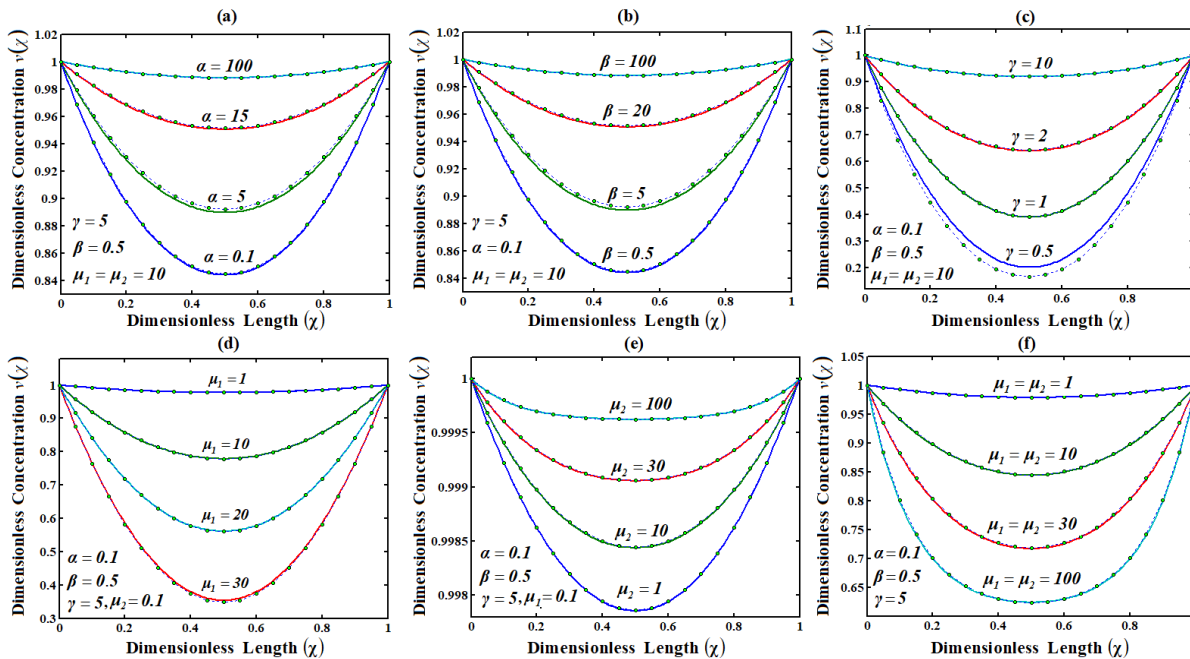 (a)
Dimensionless Concentration v(χ)
1.02
1
0.98
0.96
0.94
0.92
0.9
0.88
0.86
0.84
α = 100
α = 15
α = 5
α = 0.1
γ = 5
β = 0.5
μ₁ = μ₂ = 10
0 0.2 0.4 0.6 0.8 1
Dimensionless Length (χ)
(b)
Dimensionless Concentration v(χ)
1.02
1
0.98
0.96
0.94
0.92
0.9
0.88
0.86
0.84
β = 100
β = 20
β = 5
β = 0.5
γ = 5
α = 0.1
μ₁ = μ₂ = 10
0 0.2 0.4 0.6 0.8 1
Dimensionless Length (χ)
(c)
Dimensionless Concentration v(χ)
1.0
0.9
0.8
0.7
0.6
0.5
0.4
0.3
0.2
γ = 10
γ = 2
γ = 1
γ = 0.5
α = 0.1
β = 0.5
μ₁ = μ₂ = 10
0 0.2 0.4 0.6 0.8
Dimensionless Length (χ)
(d)
Dimensionless Concentration v(χ)
1
0.9
0.8
0.7
0.6
0.5
0.4
0.3
μ₁ = 1
μ₁ = 10
μ₁ = 20
μ₁ = 30
α = 0.1
β = 0.5
γ = 5, μ₂ = 0.1
0 0.2 0.4 0.6 0.8 1
Dimensionless Length (χ)
(e)
Dimensionless Concentration v(χ)
1
0.9995
0.999
0.9985
0.998
μ₂ = 100
μ₂ = 30
μ₂ = 10
μ₂ = 1
α = 0.1
β = 0.5
γ = 5, μ₁ = 0.1
0 0.2 0.4 0.6 0.8 1
Dimensionless Length (χ)
(f)
Dimensionless Concentration v(χ)
1.05
1
0.95
0.9
0.85
0.8
0.75
0.70
0.65
μ₁ = μ₂ = 1
μ₁ = μ₂ = 10
μ₁ = μ₂ = 30
μ₁ = μ₂ = 100
α = 0.1
β = 0.5
γ = 5
0 0.2 0.4 0.6 0.8
Dimensionless Length (χ)